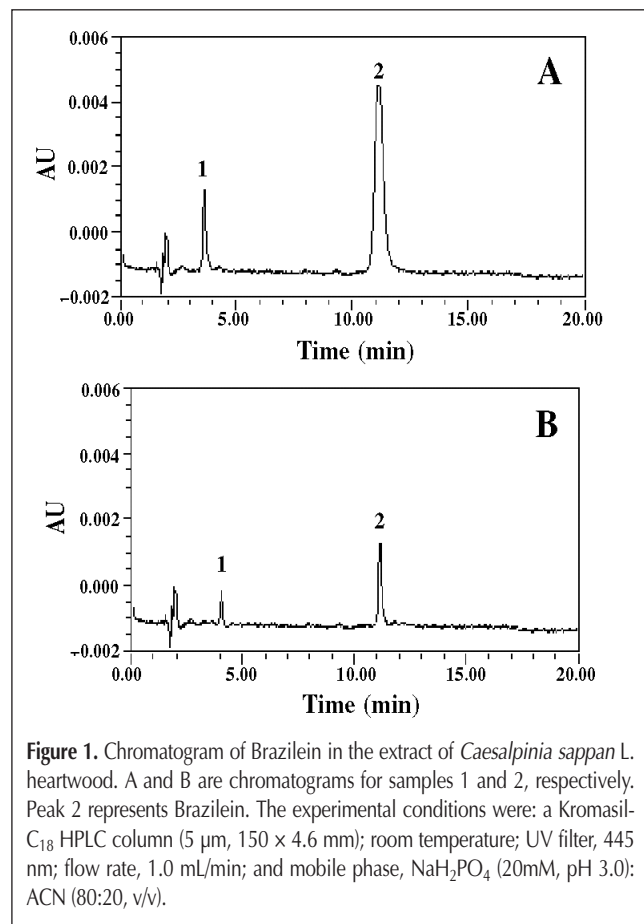 0.006
A
2
0.004
AU
0.002
1
0.000
−0.002
0.00 5.00 10.00 15.00 20.00
Time (min)
0.006
B
0.004
AU
0.002
2
1
0.000
−0.002
0.00 5.00 10.00 15.00 20.00
Time (min)
Figure 1. Chromatogram of Brazilein in the extract of Caesalpinia sappan L.
heartwood. A and B are chromatograms for samples 1 and 2, respectively.
Peak 2 represents Brazilein. The experimental conditions were: a Kromasil-
C18 HPLC column (5 µm, 150 × 4.6 mm); room temperature; UV filter, 445
nm; flow rate, 1.0 mL/min; and mobile phase, NaH2PO4 (20mM, pH 3.0):
ACN (80:20, v/v).